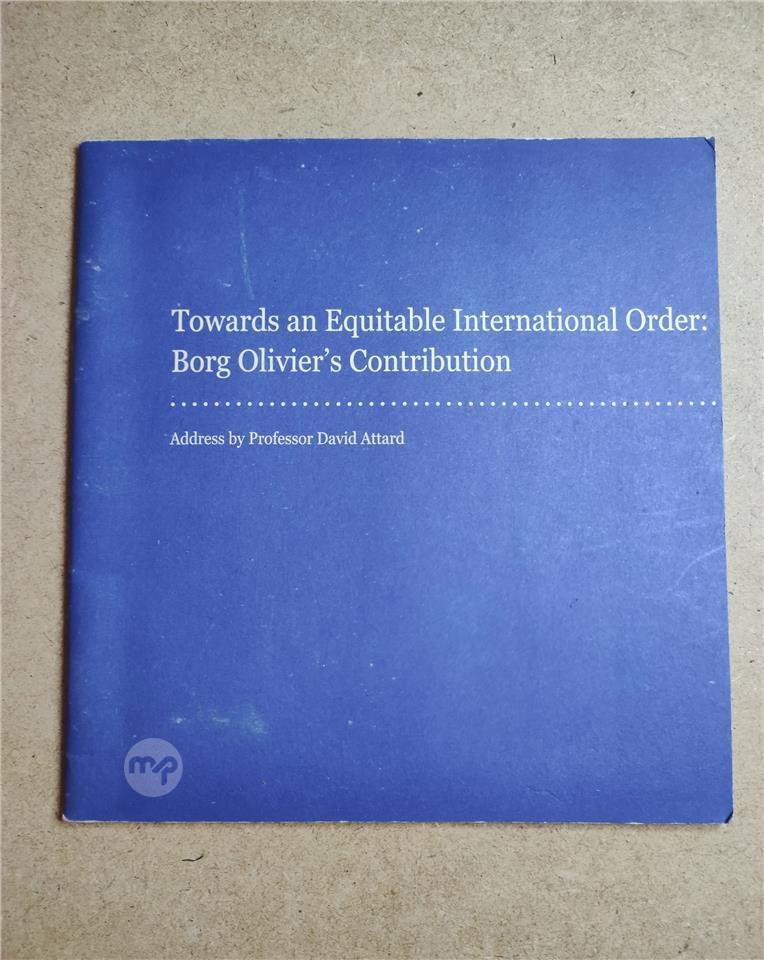 Towards an Equitable International Order:
Borg Olivier's Contribution
Address by Professor David Attard
mp